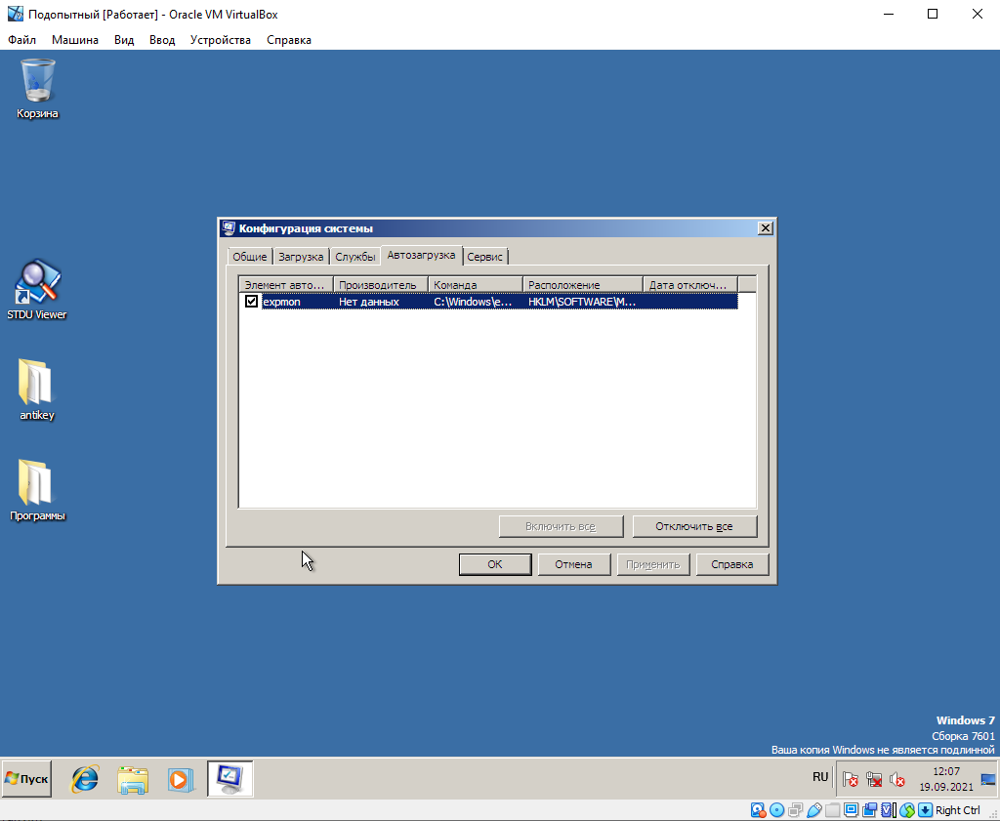 Подопытный [Работает] - Oracle VM VirtualBox
Файл Машина Вид Ввод Устройства Справка
Корзина
STDU Viewer
antikey
Программы
Конфигурация системы
Общие Загрузка Службы Автозагрузка Сервис
Элемент авто... Производитель Команда Расположение Дата отключ...
expmon Нет данных C:\Windows\e... HKLM\SOFTWARE\M...
Включить все Отключить все
ОК Отмена Применить Справка
Windows 7
Сборка 7601
Ваша копия Windows не является подлинной
Пуск RU 12:07
19.09.2021
Right Ctrl